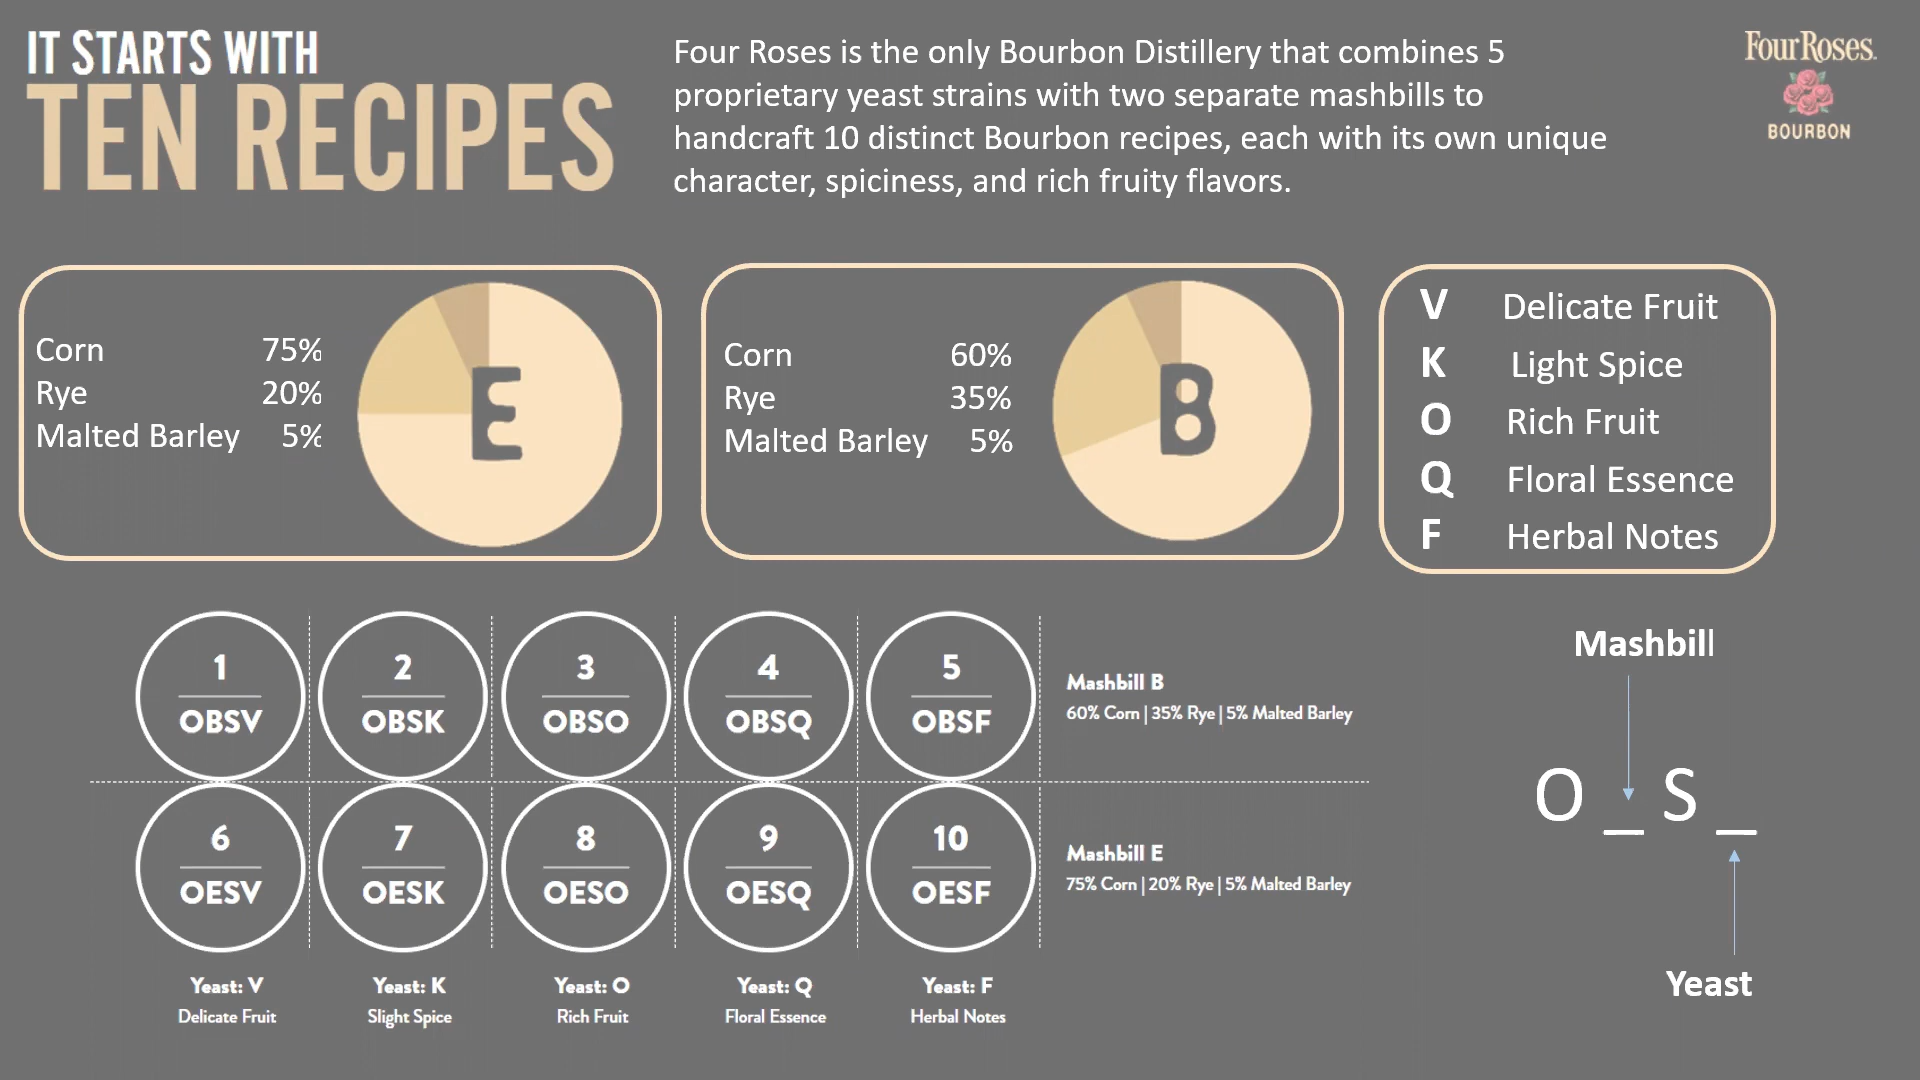 IT STARTS WITH
TEN RECIPES
Four Roses is the only Bourbon Distillery that combines 5
proprietary yeast strains with two separate mashbills to
handcraft 10 distinct Bourbon recipes, each with its own unique
character, spiciness, and rich fruity flavors.
Four Roses.
BOURBON
Corn 75%
Rye 20%
Malted Barley 5%
E
Corn 60%
Rye 35%
Malted Barley 5%
B
V Delicate Fruit
K Light Spice
O Rich Fruit
Q Floral Essence
F Herbal Notes
1
OBSV
2
OBSK
3
OBSO
4
OBSQ
5
OBSF
Mashbill B
60% Corn | 35% Rye | 5% Malted Barley
6
OESV
7
OESK
8
OESO
9
OESQ
10
OESF
Mashbill E
75% Corn | 20% Rye | 5% Malted Barley
Yeast: V
Delicate Fruit
Yeast: K
Slight Spice
Yeast: O
Rich Fruit
Yeast: Q
Floral Essence
Yeast: F
Herbal Notes
Mashbill
O _ S _
Yeast